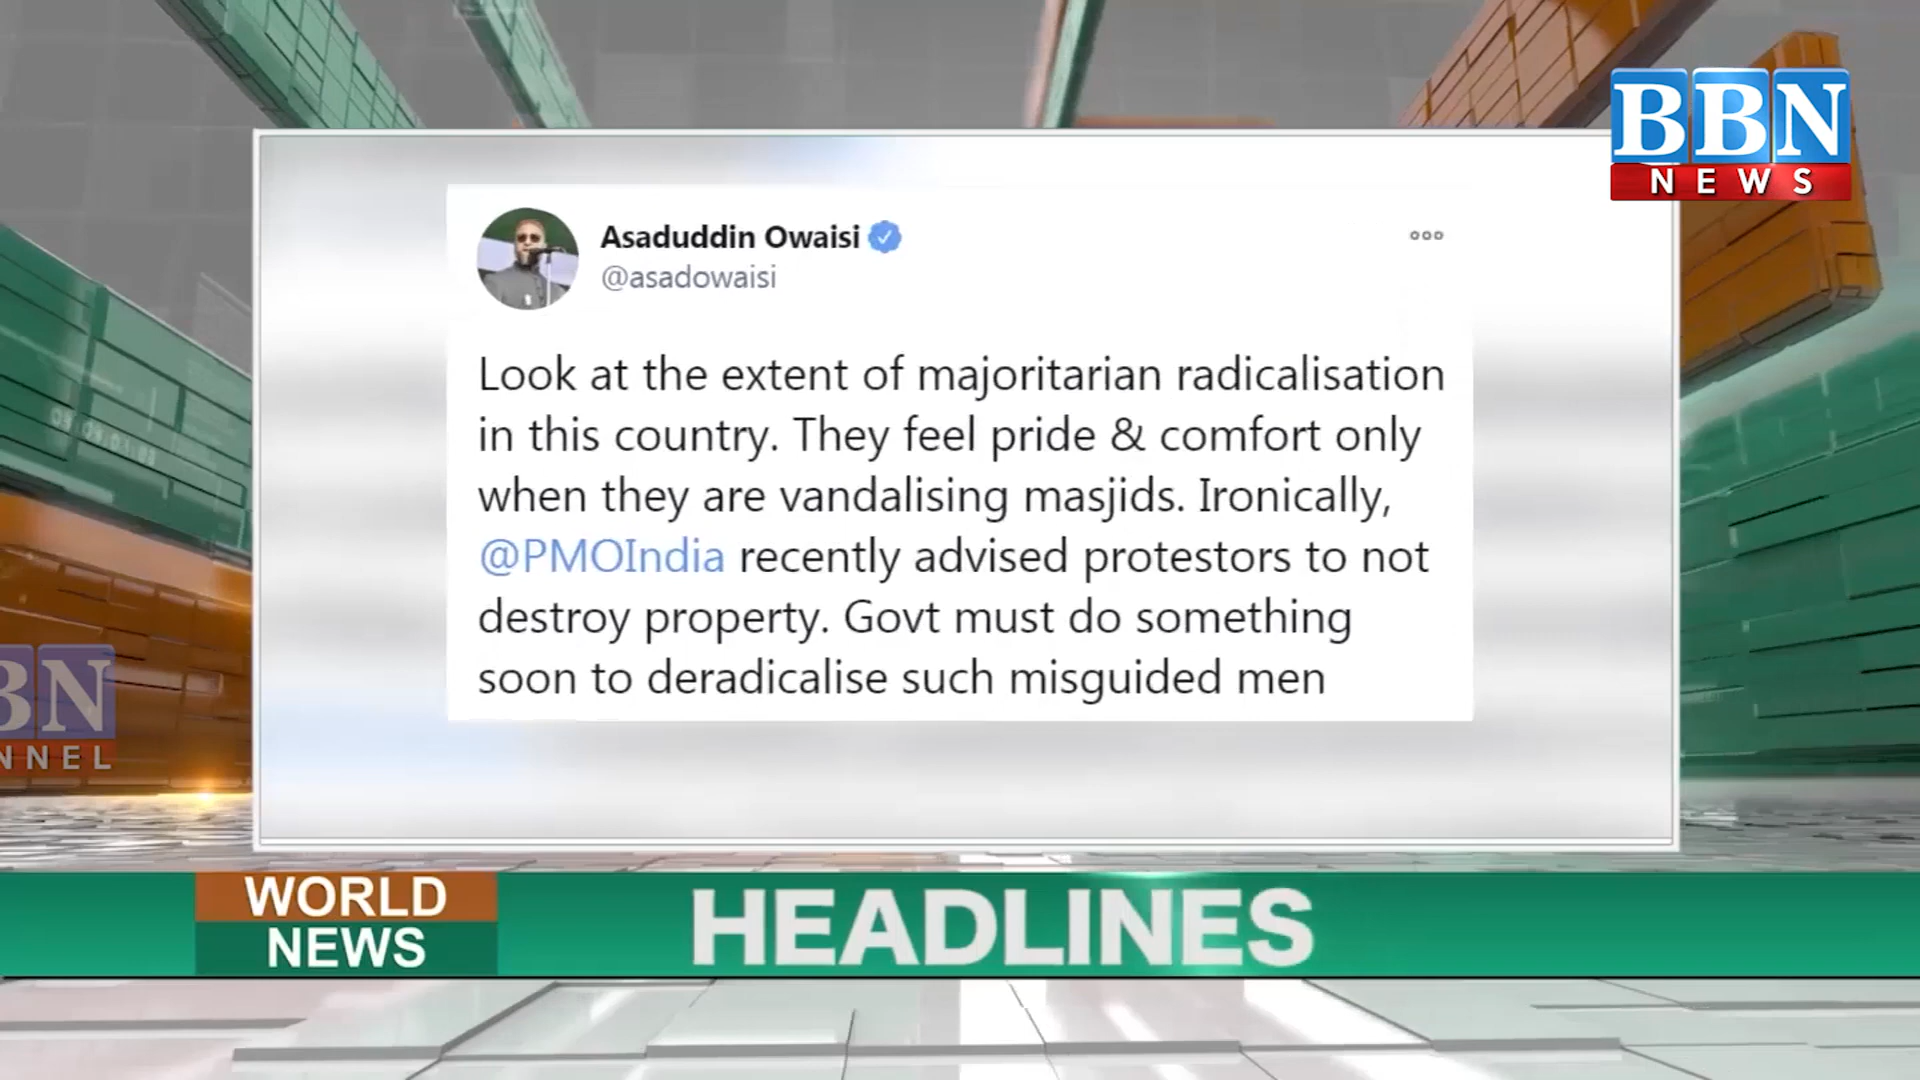 BBN
NEWS
Asaduddin Owaisi
@asadowaisi
Look at the extent of majoritarian radicalisation
in this country. They feel pride & comfort only
when they are vandalising masjids. Ironically,
@PMOIndia recently advised protestors to not
destroy property. Govt must do something
soon to deradicalise such misguided men
BN
NNEL
WORLD
NEWS
HEADLINES